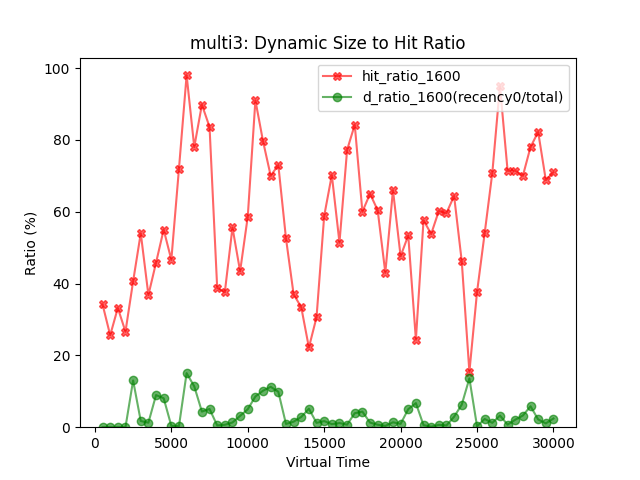 multi3: Dynamic Size to Hit Ratio
hit_ratio_1600
d_ratio_1600(recency0/total)
Ratio (%)
100
80
60
40
20
0
0 5000 10000 15000 20000 25000 30000
Virtual Time